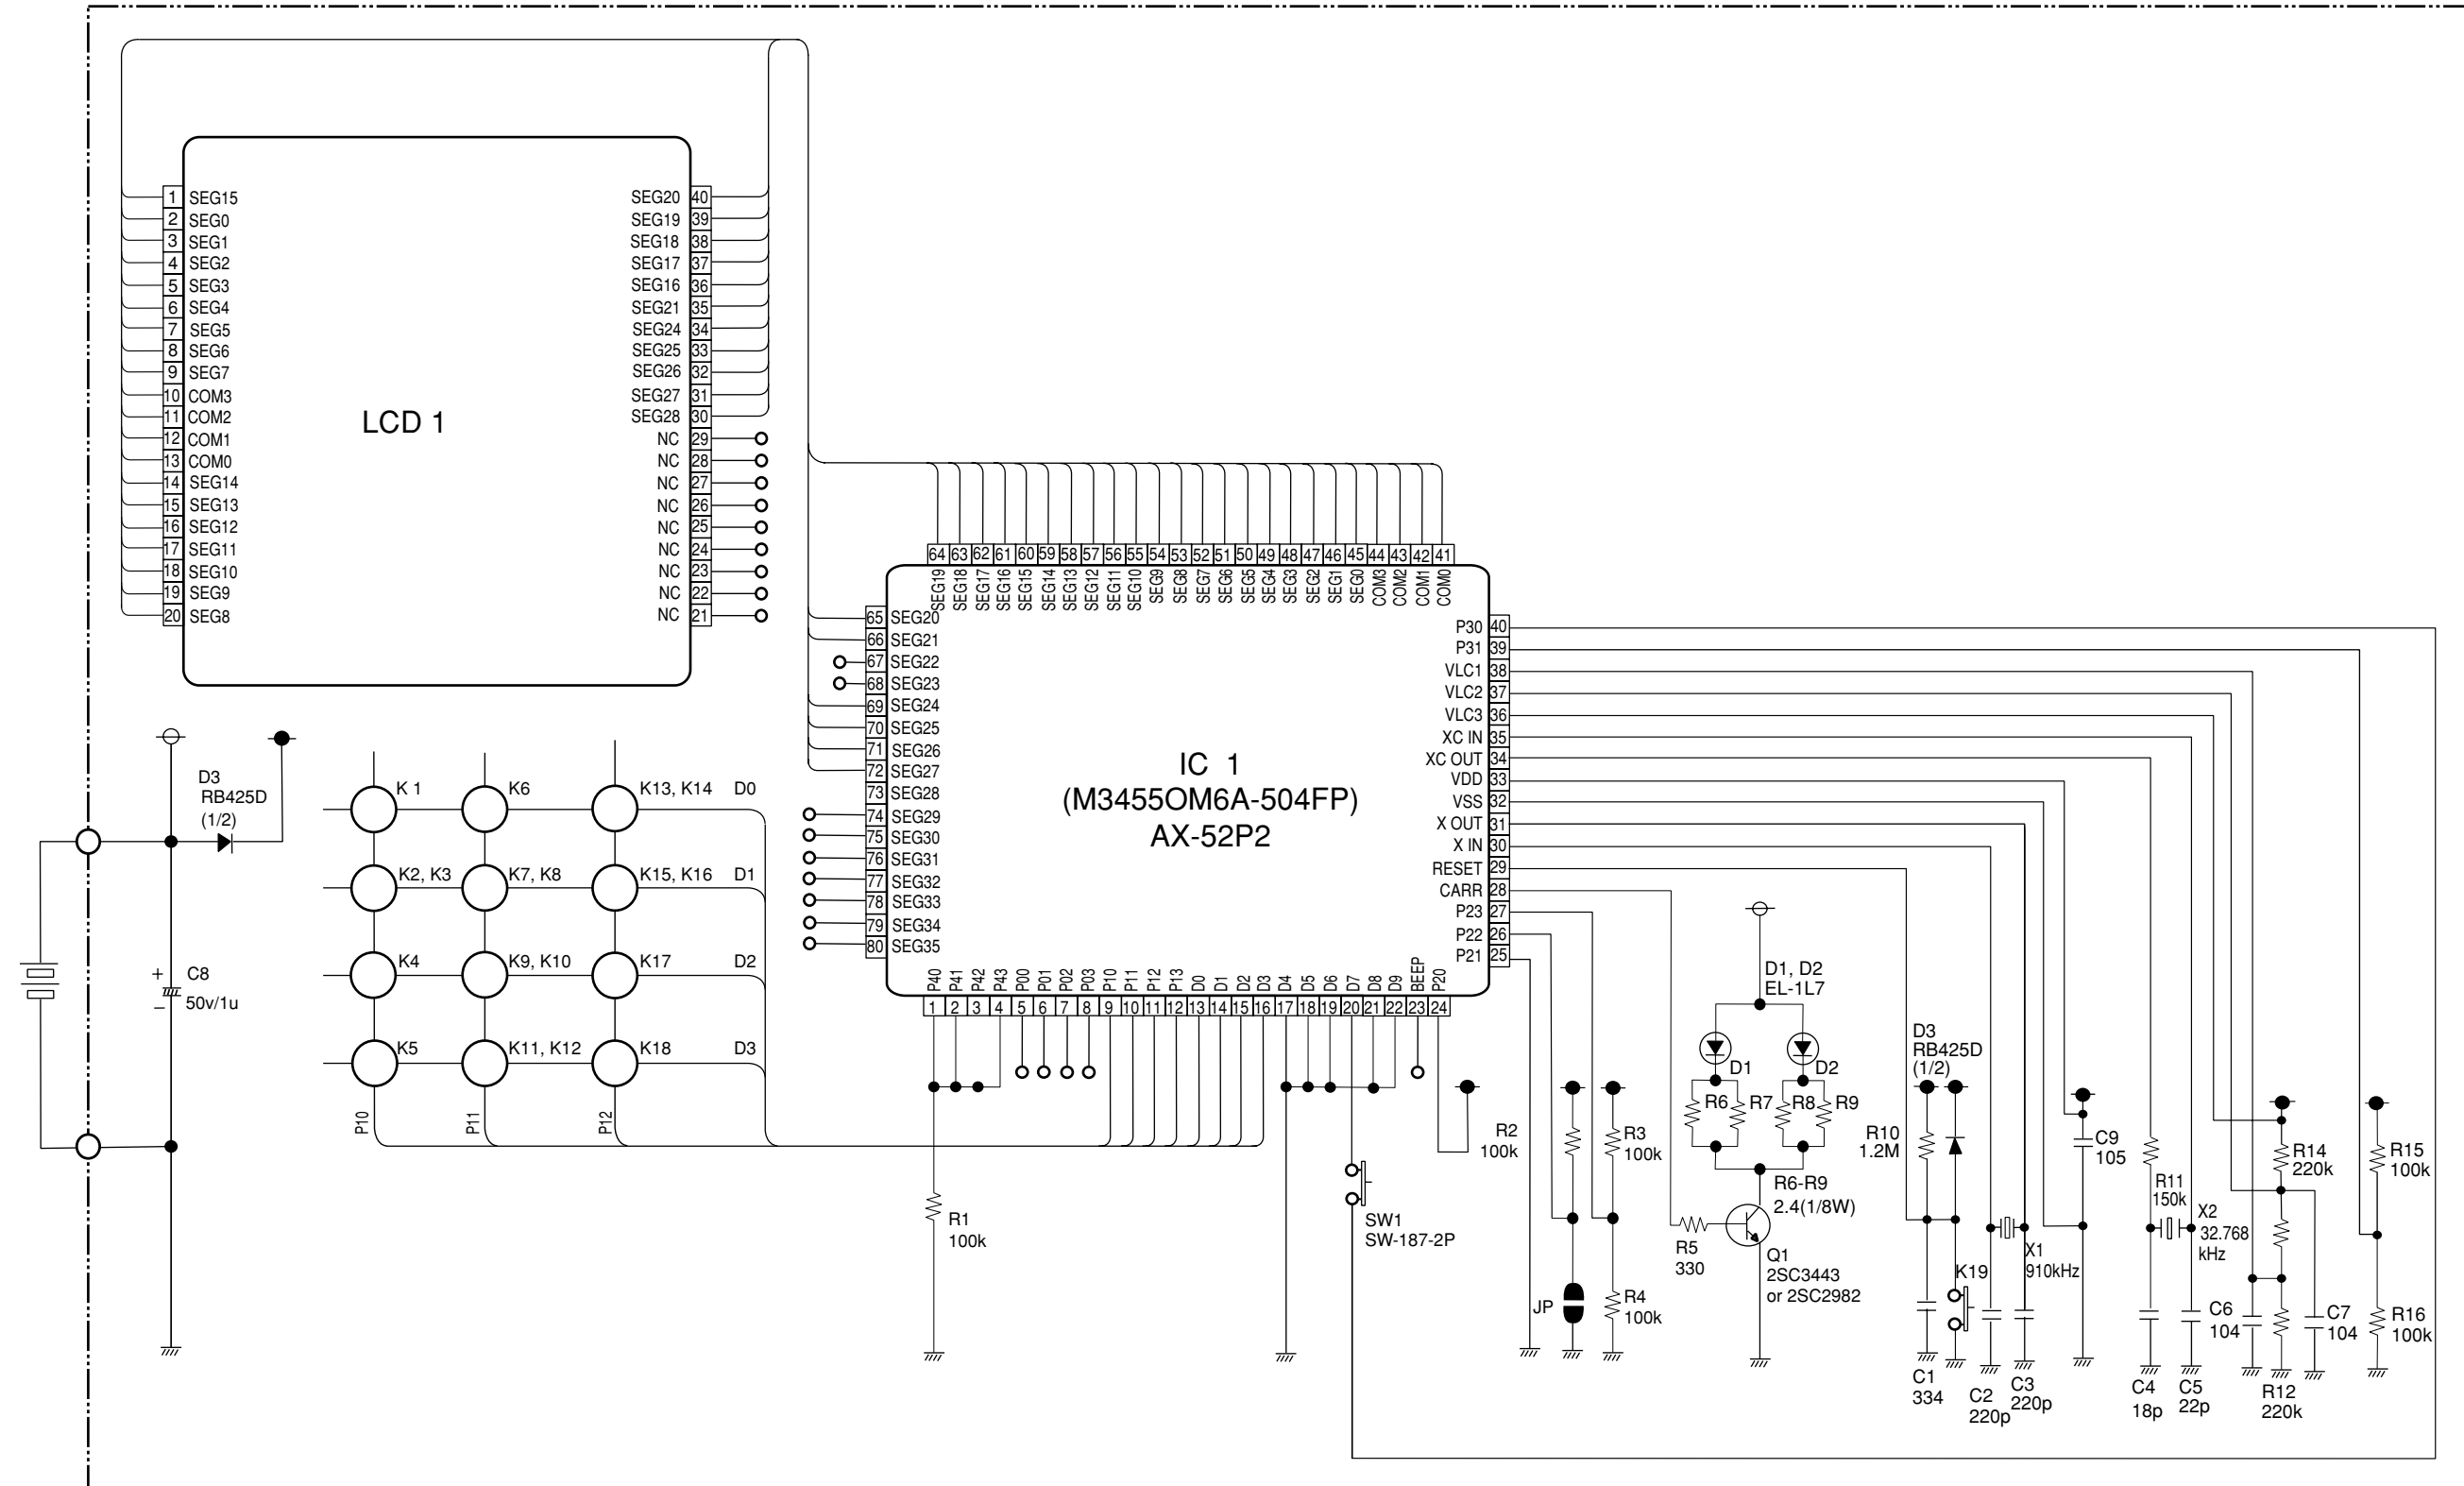 1 SEG15
2 SEG0
3 SEG1
4 SEG2
5 SEG3
6 SEG4
7 SEG5
8 SEG6
9 SEG7
10 COM3
11 COM2
12 COM1
13 COM0
14 SEG14
15 SEG13
16 SEG12
17 SEG11
18 SEG10
19 SEG9
20 SEG8
LCD 1
SEG20 40
SEG19 39
SEG18 38
SEG17 37
SEG16 36
SEG21 35
SEG24 34
SEG25 33
SEG26 32
SEG27 31
SEG28 30
NC 29
NC 28
NC 27
NC 26
NC 25
NC 24
NC 23
NC 22
NC 21
64 63 62 61 60 59 58 57 56 55 54 53 52 51 50 49 48 47 46 45 44 43 42 41
SEG19 SEG18 SEG17 SEG16 SEG15 SEG14 SEG13 SEG12 SEG11 SEG10 SEG9 SEG8 SEG7 SEG6 SEG5 SEG4 SEG3 SEG2 SEG1 SEG0 COM3 COM2 COM1 COM0
65 SEG20
66 SEG21
67 SEG22
68 SEG23
69 SEG24
70 SEG25
71 SEG26
72 SEG27
73 SEG28
74 SEG29
75 SEG30
76 SEG31
77 SEG32
78 SEG33
79 SEG34
80 SEG35
IC 1
(M3455OM6A-504FP)
AX-52P2
P30 40
P31 39
VLC1 38
VLC2 37
VLC3 36
XC IN 35
XC OUT 34
VDD 33
VSS 32
X OUT 31
X IN 30
RESET 29
CARR 28
P23 27
P22 26
P21 25
P40 P41 P42 P43 P00 P01 P02 P03 P10 P11 P12 P13 D0 D1 D2 D3 D4 D5 D6 D7 D8 D9 BEEP P20
1 2 3 4 5 6 7 8 9 10 11 12 13 14 15 16 17 18 19 20 21 22 23 24
D3
RB425D
(1/2)
+
C8
50v/1u
−
K 1 K6 K13, K14 D0
K2, K3 K7, K8 K15, K16 D1
K4 K9, K10 K17 D2
K5 K11, K12 K18 D3
P10 P11 P12
R1
100k
SW1
SW-187-2P
R2
100k
JP
R3
100k
R4
100k
D1, D2
EL-1L7
D1 D2
R6 R7 R8 R9
R6-R9
2.4(1/8W)
R5
330
Q1
2SC3443
or 2SC2982
D3
RB425D
(1/2)
R10
1.2M
K19
C1
334
X1
910kHz
C2
220p
C3
220p
C9
105
R11
150k
X2
32.768
kHz
C4
18p
C5
22p
C6
104
R14
220k
R12
220k
C7
104
R15
100k
R16
100k